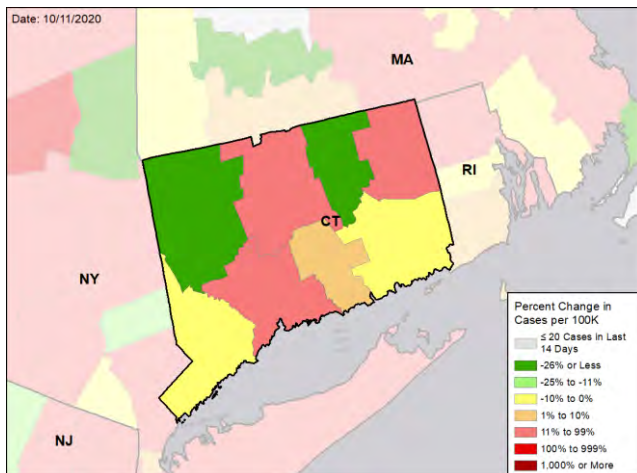 Date: 10/11/2020
MA
RI
CT
NY
NJ
Percent Change in
Cases per 100K
≤ 20 Cases in Last
14 Days
-26% or Less
-25% to -11%
-10% to 0%
1% to 10%
11% to 99%
100% to 999%
1,000% or More